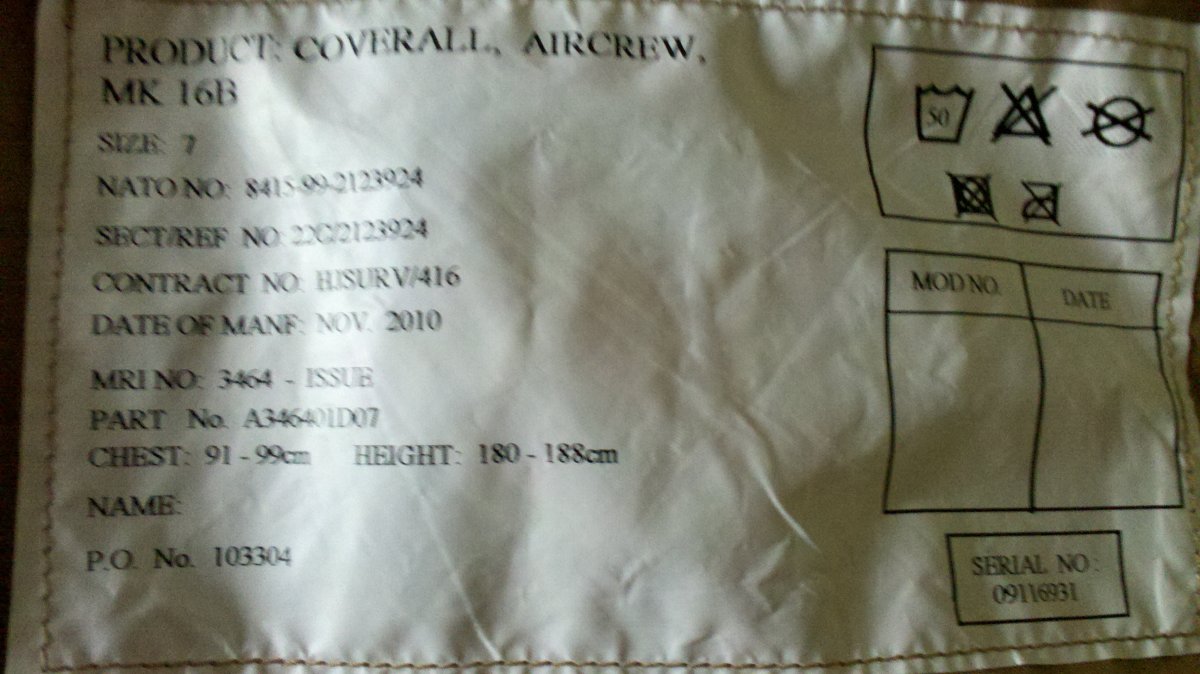 PRODUCT: COVERALL, AIRCREW,
MK 16B
SIZE: 7
NATO NO: 8415-99-2123924
SECT/REF NO: 22C/2123924
CONTRACT NO: HJSURV/416
DATE OF MANF: NOV. 2010
MRI NO: 3464 - ISSUE
PART No. A346401D07
CHEST: 91 - 99cm HEIGHT: 180 - 188cm
NAME:
P.O. No. 103304
50
MOD NO. DATE
SERIAL NO:
09116931